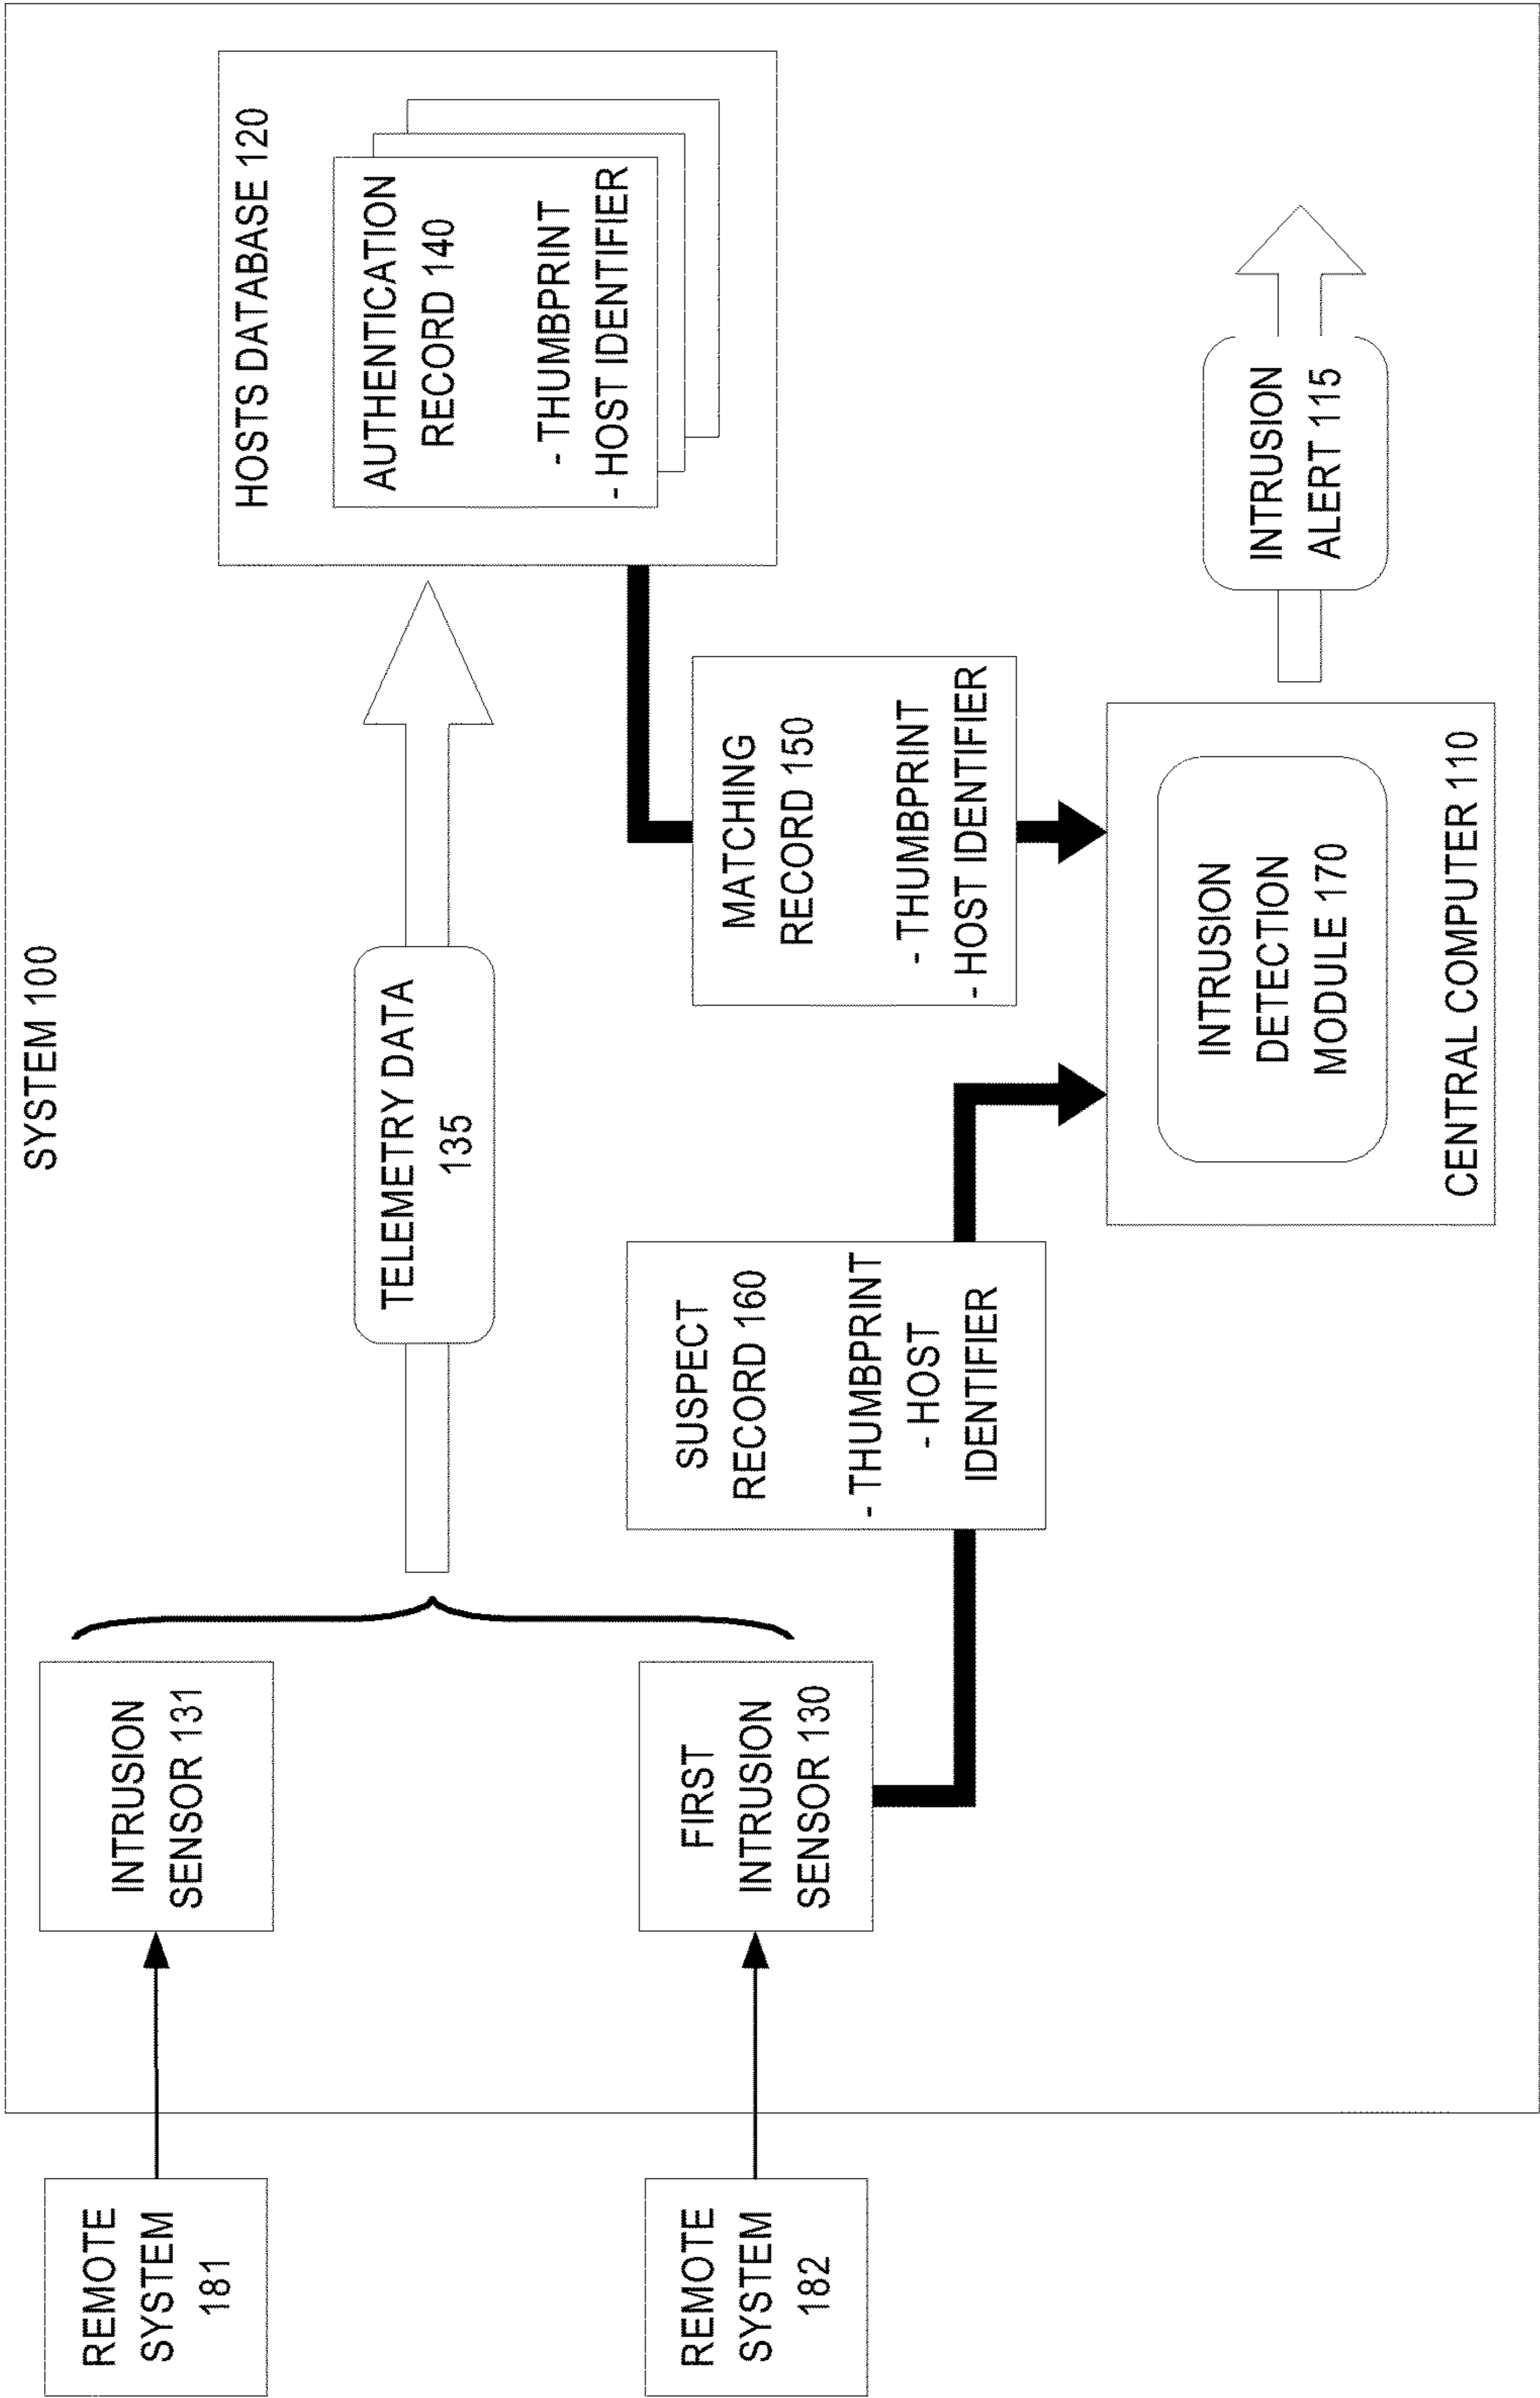 SYSTEM 100
REMOTE
SYSTEM
181
INTRUSION
SENSOR 131
TELEMETRY DATA
135
HOSTS DATABASE 120
AUTHENTICATION
RECORD 140
- THUMBPRINT
- HOST IDENTIFIER
REMOTE
SYSTEM
182
FIRST
INTRUSION
SENSOR 130
SUSPECT
RECORD 160
- THUMBPRINT
- HOST
IDENTIFIER
MATCHING
RECORD 150
- THUMBPRINT
- HOST IDENTIFIER
INTRUSION
DETECTION
MODULE 170
CENTRAL COMPUTER 110
INTRUSION
ALERT 115